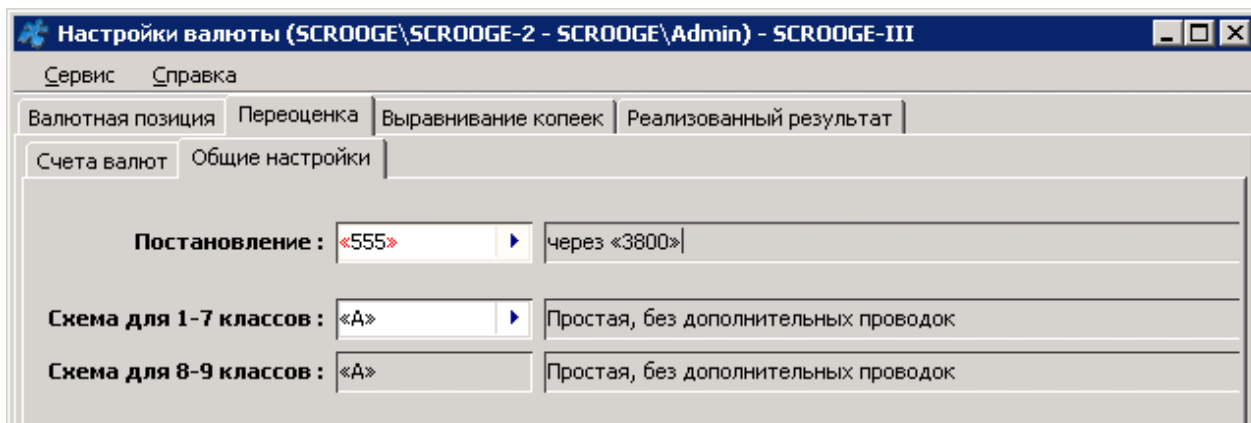 Настройки валюты (SCROOGE\SCROOGE-2 - SCROOGE\Admin) - SCROOGE-III
Сервис Справка
Валютная позиция Переоценка Выравнивание копеек Реализованный результат
Счета валют Общие настройки
Постановление : «555» через «3800»
Схема для 1-7 классов : «А» Простая, без дополнительных проводок
Схема для 8-9 классов : «А» Простая, без дополнительных проводок